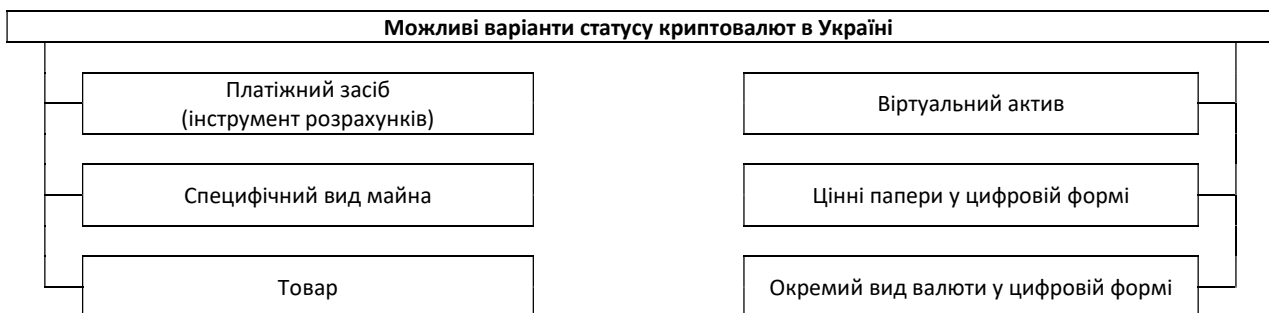 Можливі варіанти статусу криптовалют в Україні
Платіжний засіб
(інструмент розрахунків)
Віртуальний актив
Специфічний вид майна
Цінні папери у цифровій формі
Товар
Окремий вид валюти у цифровій формі